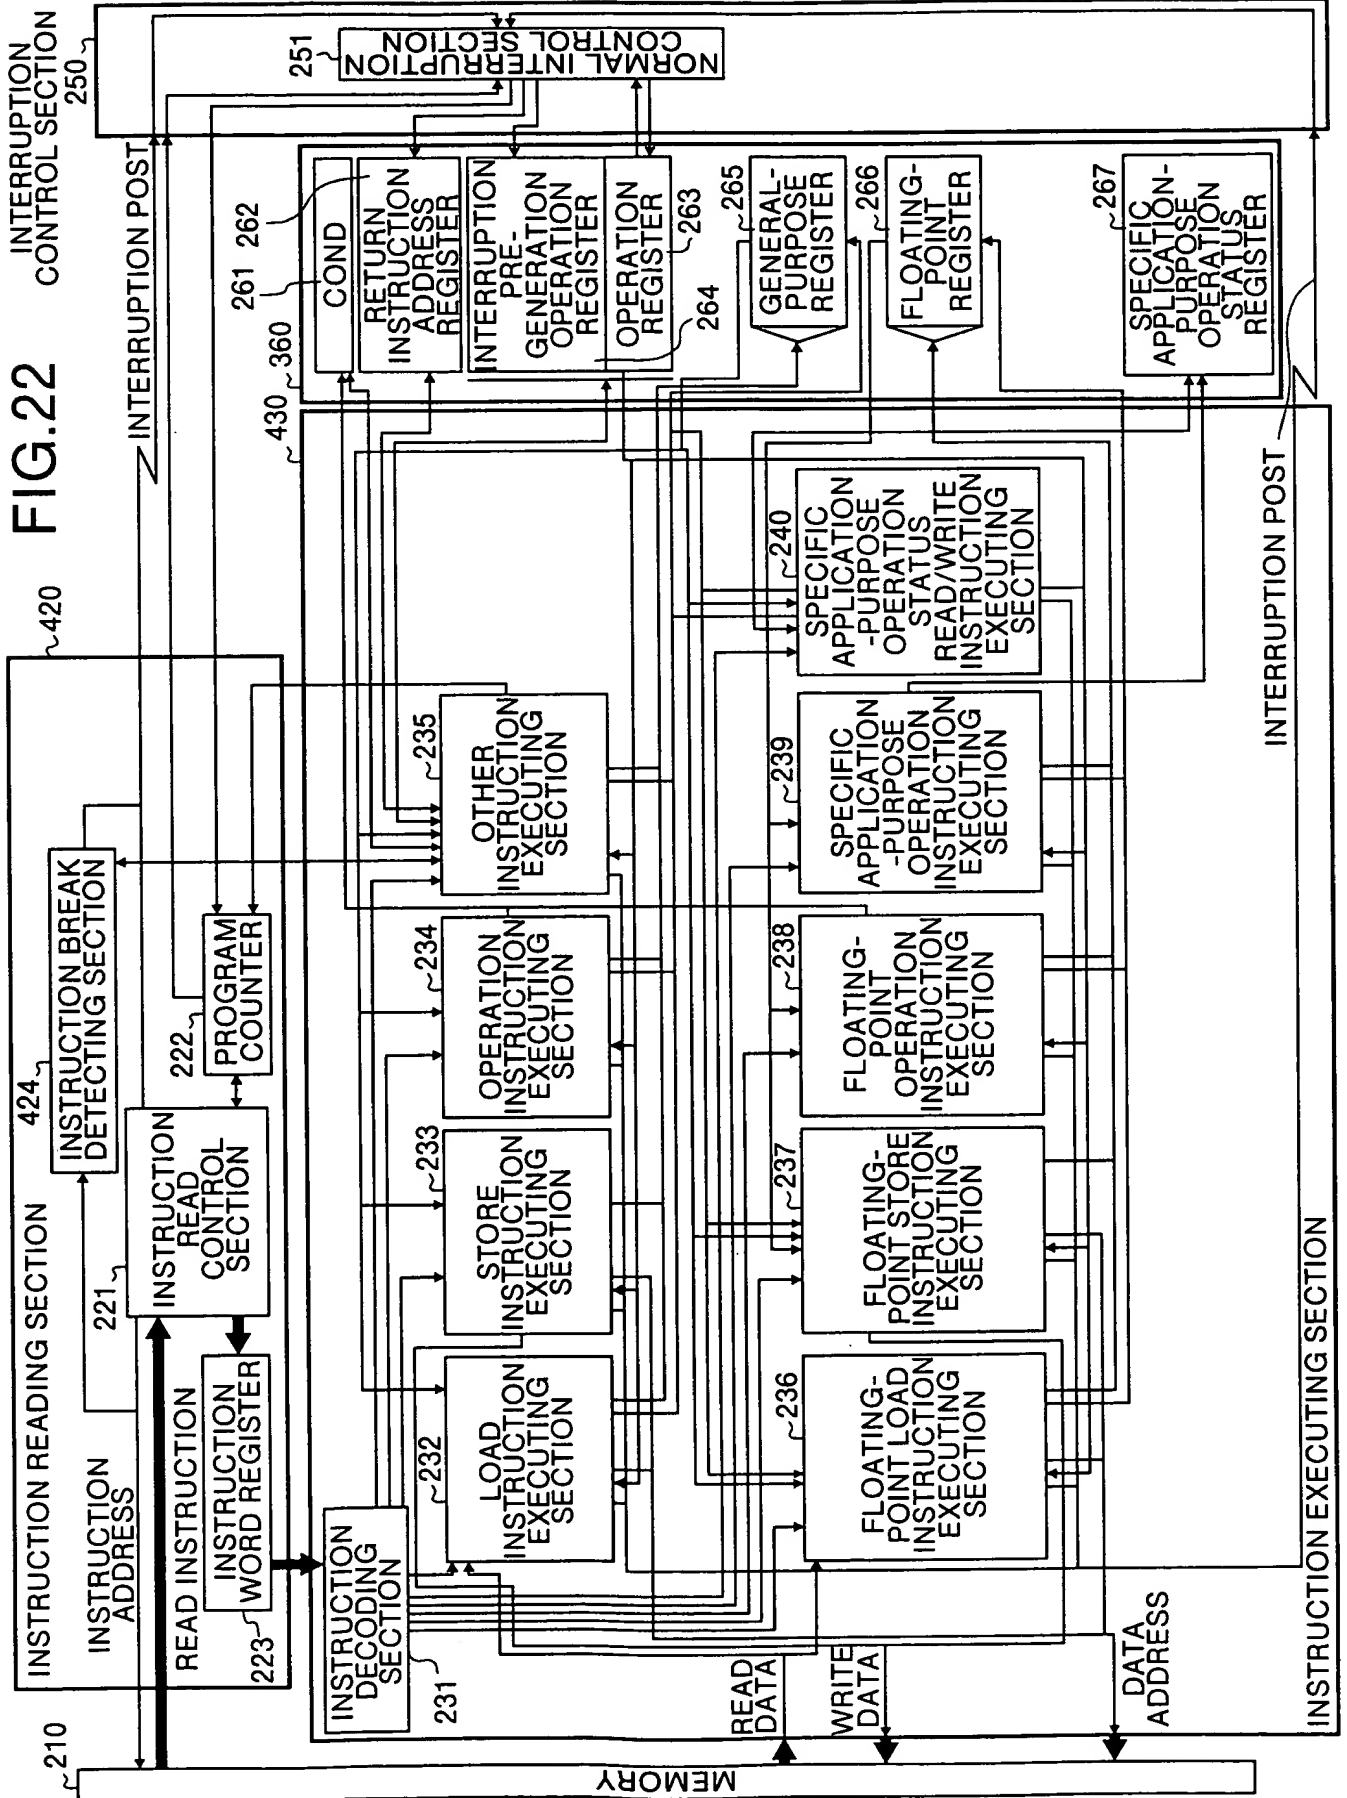 FIG.22
INTERRUPTION
CONTROL SECTION
250
NORMAL INTERRUPTION
CONTROL SECTION
251
INTERRUPTION POST
420
INSTRUCTION READING SECTION
424
INSTRUCTION BREAK
DETECTING SECTION
221
INSTRUCTION
READ
CONTROL
SECTION
222
PROGRAM
COUNTER
INSTRUCTION
ADDRESS
READ INSTRUCTION
INSTRUCTION
WORD REGISTER
223
210
MEMORY
360
261
COND
262
RETURN
INSTRUCTION
ADDRESS
REGISTER
INTERRUPTION
PRE-
GENERATION
OPERATION
REGISTER
OPERATION
REGISTER
263
264
265
GENERAL-
PURPOSE
REGISTER
266
FLOATING-
POINT
REGISTER
267
SPECIFIC
APPLICATION-
PURPOSE
OPERATION
STATUS
REGISTER
430
INSTRUCTION
DECODING
SECTION
231
232
LOAD
INSTRUCTION
EXECUTING
SECTION
233
STORE
INSTRUCTION
EXECUTING
SECTION
234
OPERATION
INSTRUCTION
EXECUTING
SECTION
235
OTHER
INSTRUCTION
EXECUTING
SECTION
236
FLOATING-
POINT LOAD
INSTRUCTION
EXECUTING
SECTION
237
FLOATING-
POINT STORE
INSTRUCTION
EXECUTING
SECTION
238
FLOATING-
POINT
OPERATION
INSTRUCTION
EXECUTING
SECTION
239
SPECIFIC
APPLICATION
-PURPOSE
OPERATION
INSTRUCTION
EXECUTING
SECTION
240
SPECIFIC
APPLICATION
-PURPOSE
OPERATION
STATUS
READ/WRITE
INSTRUCTION
EXECUTING
SECTION
READ
DATA
WRITE
DATA
DATA
ADDRESS
INTERRUPTION POST
INSTRUCTION EXECUTING SECTION